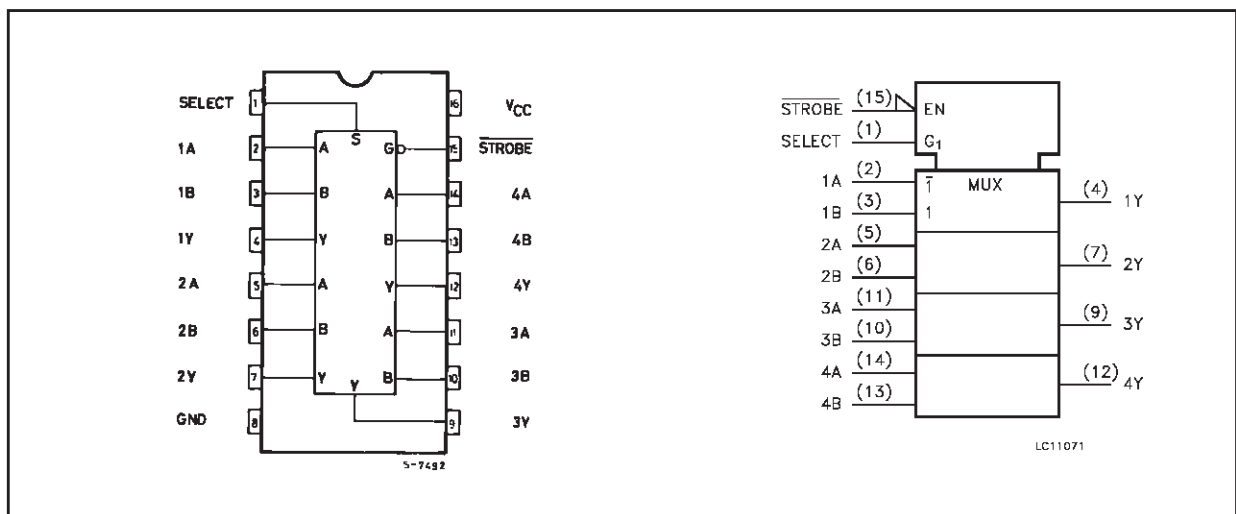 SELECT 1 16 VCC
S
1A 2 A G 15 STROBE
1B 3 B A 14 4A
1Y 4 Y B 13 4B
2A 5 A Y 12 4Y
2B 6 B A 11 3A
2Y 7 Y Y B 10 3B
GND 8 9 3Y
S-7492
STROBE (15) EN
SELECT (1) G1
1A (2) 1 MUX (4) 1Y
1B (3) 1
2A (5) (7) 2Y
2B (6)
3A (11) (9) 3Y
3B (10)
4A (14) (12) 4Y
4B (13)
LC11071